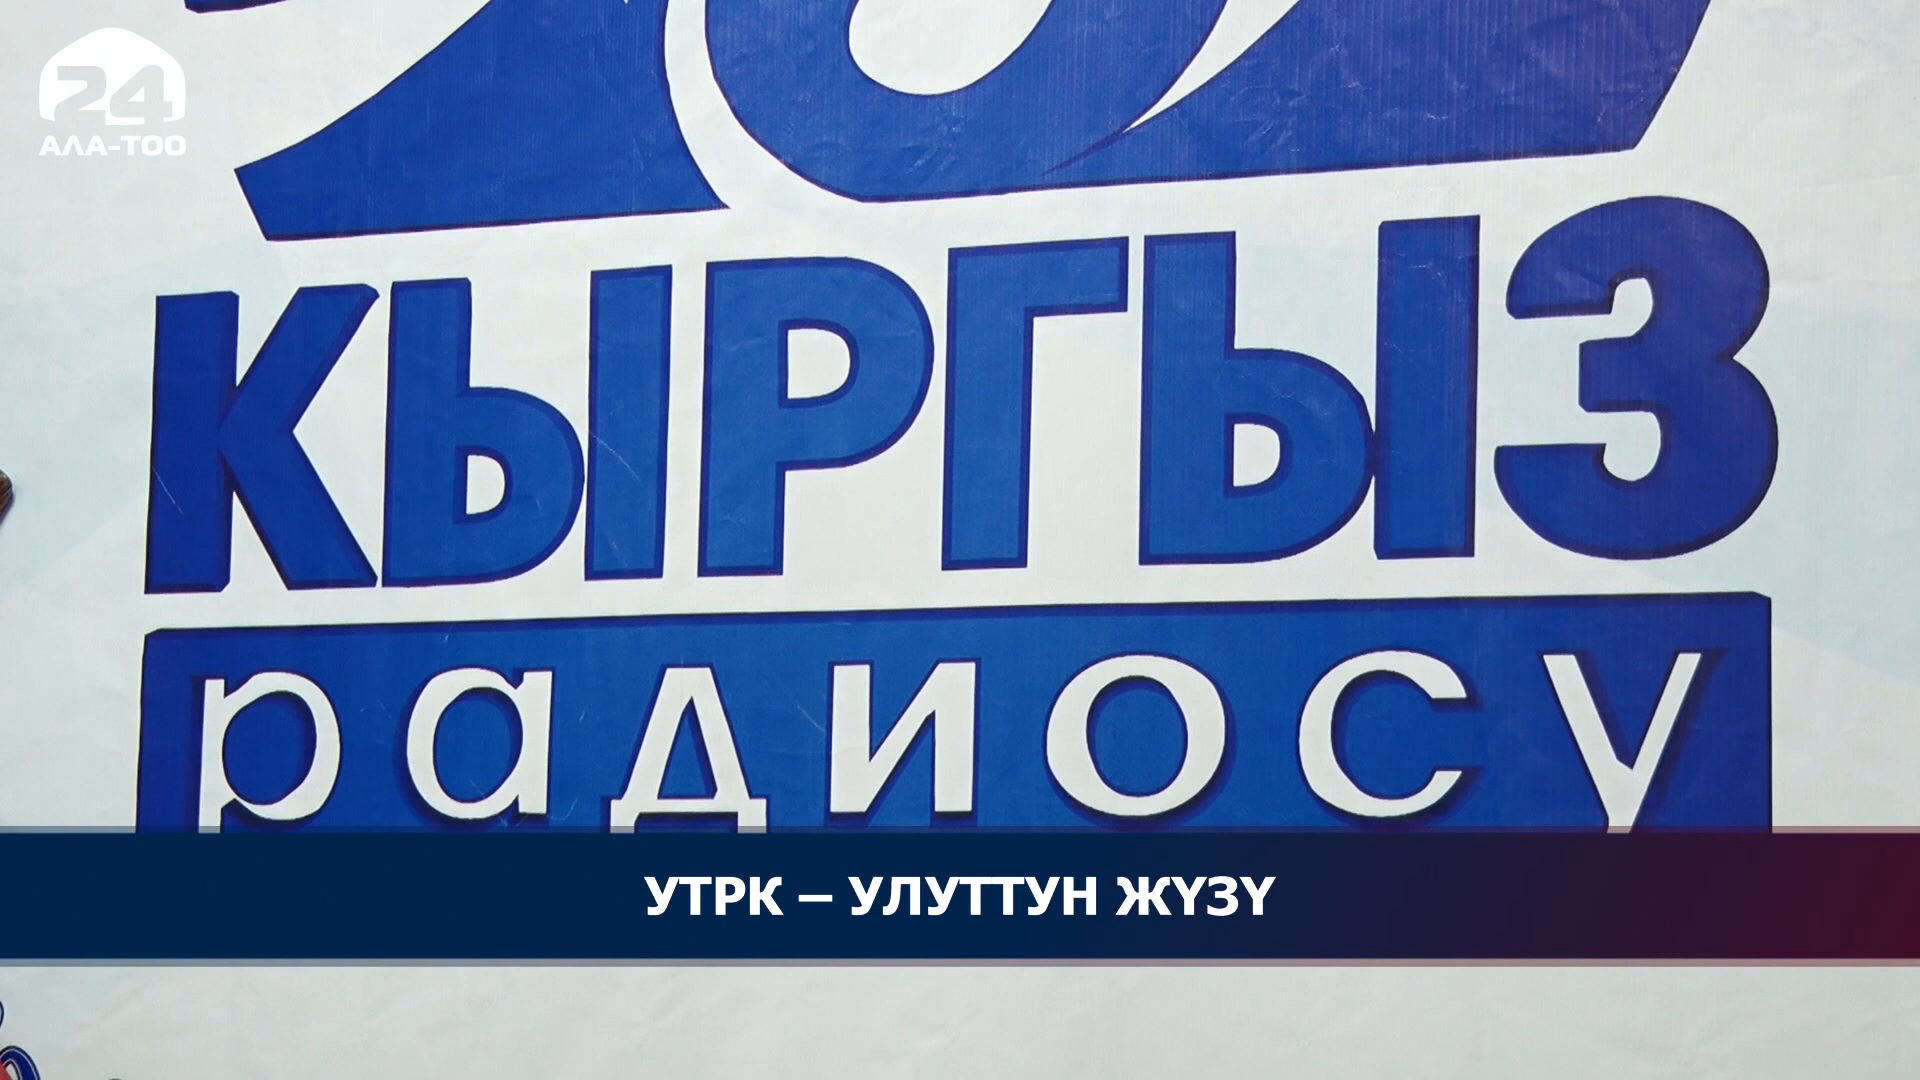 24
АЛА-ТОО
КЫРГЫЗ
радиосу
УТРК – УЛУТТУН ЖҮЗҮ